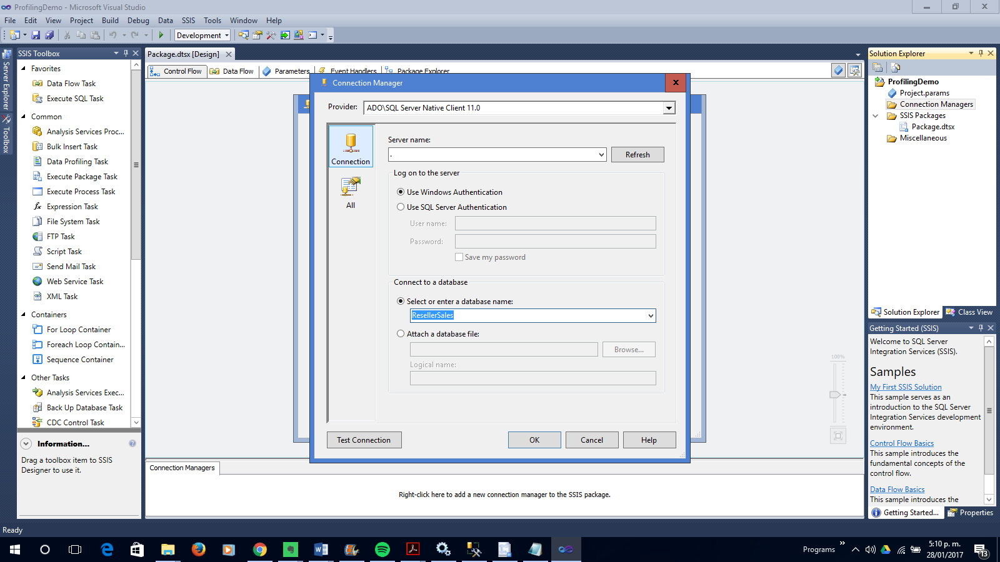 ProfilingDemo - Microsoft Visual Studio
File Edit View Project Build Debug Data SSIS Tools Window Help
Development
Server Explorer
Toolbox
SSIS Toolbox
Favorites
Data Flow Task
Execute SQL Task
Common
Analysis Services Proc...
Bulk Insert Task
Data Profiling Task
Execute Package Task
Execute Process Task
Expression Task
File System Task
FTP Task
Script Task
Send Mail Task
Web Service Task
XML Task
Containers
For Loop Container
Foreach Loop Contain...
Sequence Container
Other Tasks
Analysis Services Exec...
Back Up Database Task
CDC Control Task
Information...
Drag a toolbox item to SSIS
Designer to use it.
Package.dtsx [Design]
Control Flow Data Flow Parameters Event Handlers Package Explorer
Connection Manager
Provider: ADO\SQL Server Native Client 11.0
Connection
All
Server name:
.
Refresh
Log on to the server
Use Windows Authentication
Use SQL Server Authentication
User name:
Password:
Save my password
Connect to a database
Select or enter a database name:
ResellerSales
Attach a database file:
Browse...
Logical name:
Test Connection OK Cancel Help
100%
Connection Managers
Right-click here to add a new connection manager to the SSIS package.
Solution Explorer
ProfilingDemo
Project.params
Connection Managers
SSIS Packages
Package.dtsx
Miscellaneous
Solution Explorer Class View
Getting Started (SSIS)
Welcome to SQL Server
Integration Services (SSIS).
Samples
My First SSIS Solution
This sample serves as an
introduction to the SQL Server
Integration Services development
environment.
Control Flow Basics
This sample introduces the
fundamental concepts of the
control flow.
Data Flow Basics
This sample introduces the
Getting Started... Properties
Ready
Programs
5:10 p. m.
28/01/2017
13